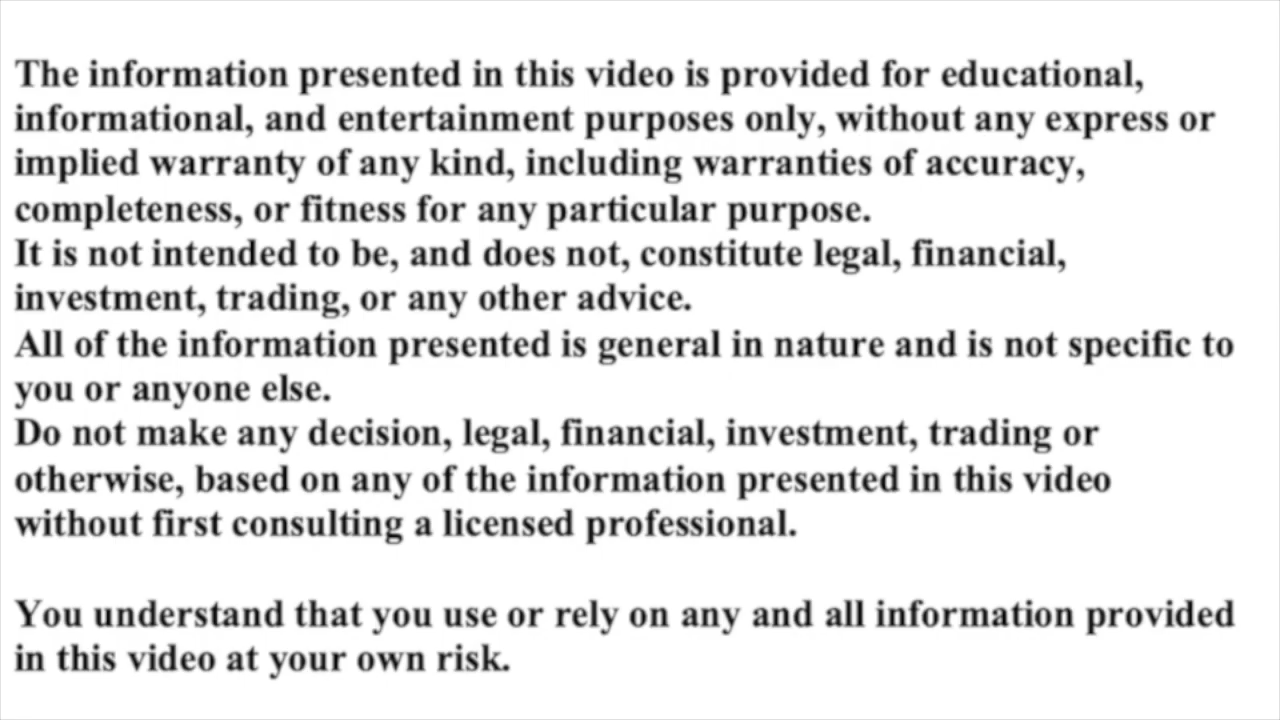 The information presented in this video is provided for educational,
informational, and entertainment purposes only, without any express or
implied warranty of any kind, including warranties of accuracy,
completeness, or fitness for any particular purpose.
It is not intended to be, and does not, constitute legal, financial,
investment, trading, or any other advice.
All of the information presented is general in nature and is not specific to
you or anyone else.
Do not make any decision, legal, financial, investment, trading or
otherwise, based on any of the information presented in this video
without first consulting a licensed professional.
You understand that you use or rely on any and all information provided
in this video at your own risk.